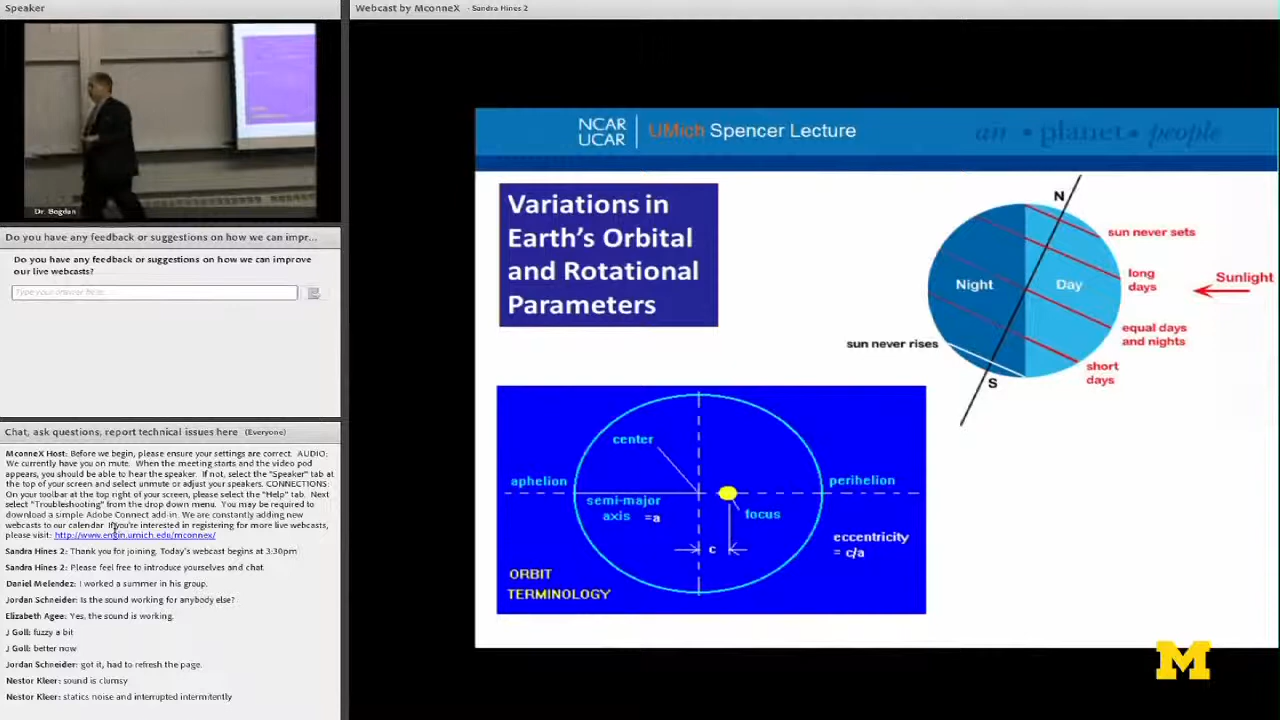 Speaker
Webcast by MconneX - Sandra Hines 2
Dr. Bogdan
Do you have any feedback or suggestions on how we can impr...
Do you have any feedback or suggestions on how we can improve
our live webcasts?
Type your answer here...
Chat, ask questions, report technical issues here (Everyone)
MconneX Host: Before we begin, please ensure your settings are correct. AUDIO:
We currently have you on mute. When the meeting starts and the video pod
appears, you should be able to hear the speaker. If not, select the "Speaker" tab at
the top of your screen and select unmute or adjust your speakers. CONNECTIONS:
On your toolbar at the top right of your screen, please select the "Help" tab. Next
select "Troubleshooting" from the drop down menu. You may be required to
download a simple Adobe Connect add-in. We are constantly adding new
webcasts to our calendar. If you're interested in registering for more live webcasts,
please visit: http://www.engin.umich.edu/mconnex/
Sandra Hines 2: Thank you for joining. Today's webcast begins at 3:30pm
Sandra Hines 2: Please feel free to introduce yourselves and chat.
Daniel Melendez: I worked a summer in his group.
Jordan Schneider: Is the sound working for anybody else?
Elizabeth Agee: Yes, the sound is working.
J Goll: fuzzy a bit
J Goll: better now
Jordan Schneider: got it, had to refresh the page.
Nestor Kleer: sound is clumsy
Nestor Kleer: statics noise and interrupted intermitently
NCAR
UCAR
UMich Spencer Lecture
air • planet • people
Variations in
Earth's Orbital
and Rotational
Parameters
N
sun never sets
long
days
Sunlight
Night
Day
equal days
and nights
sun never rises
short
days
S
center
aphelion
perihelion
semi-major
axis =a
focus
c
eccentricity
= c/a
ORBIT
TERMINOLOGY
M